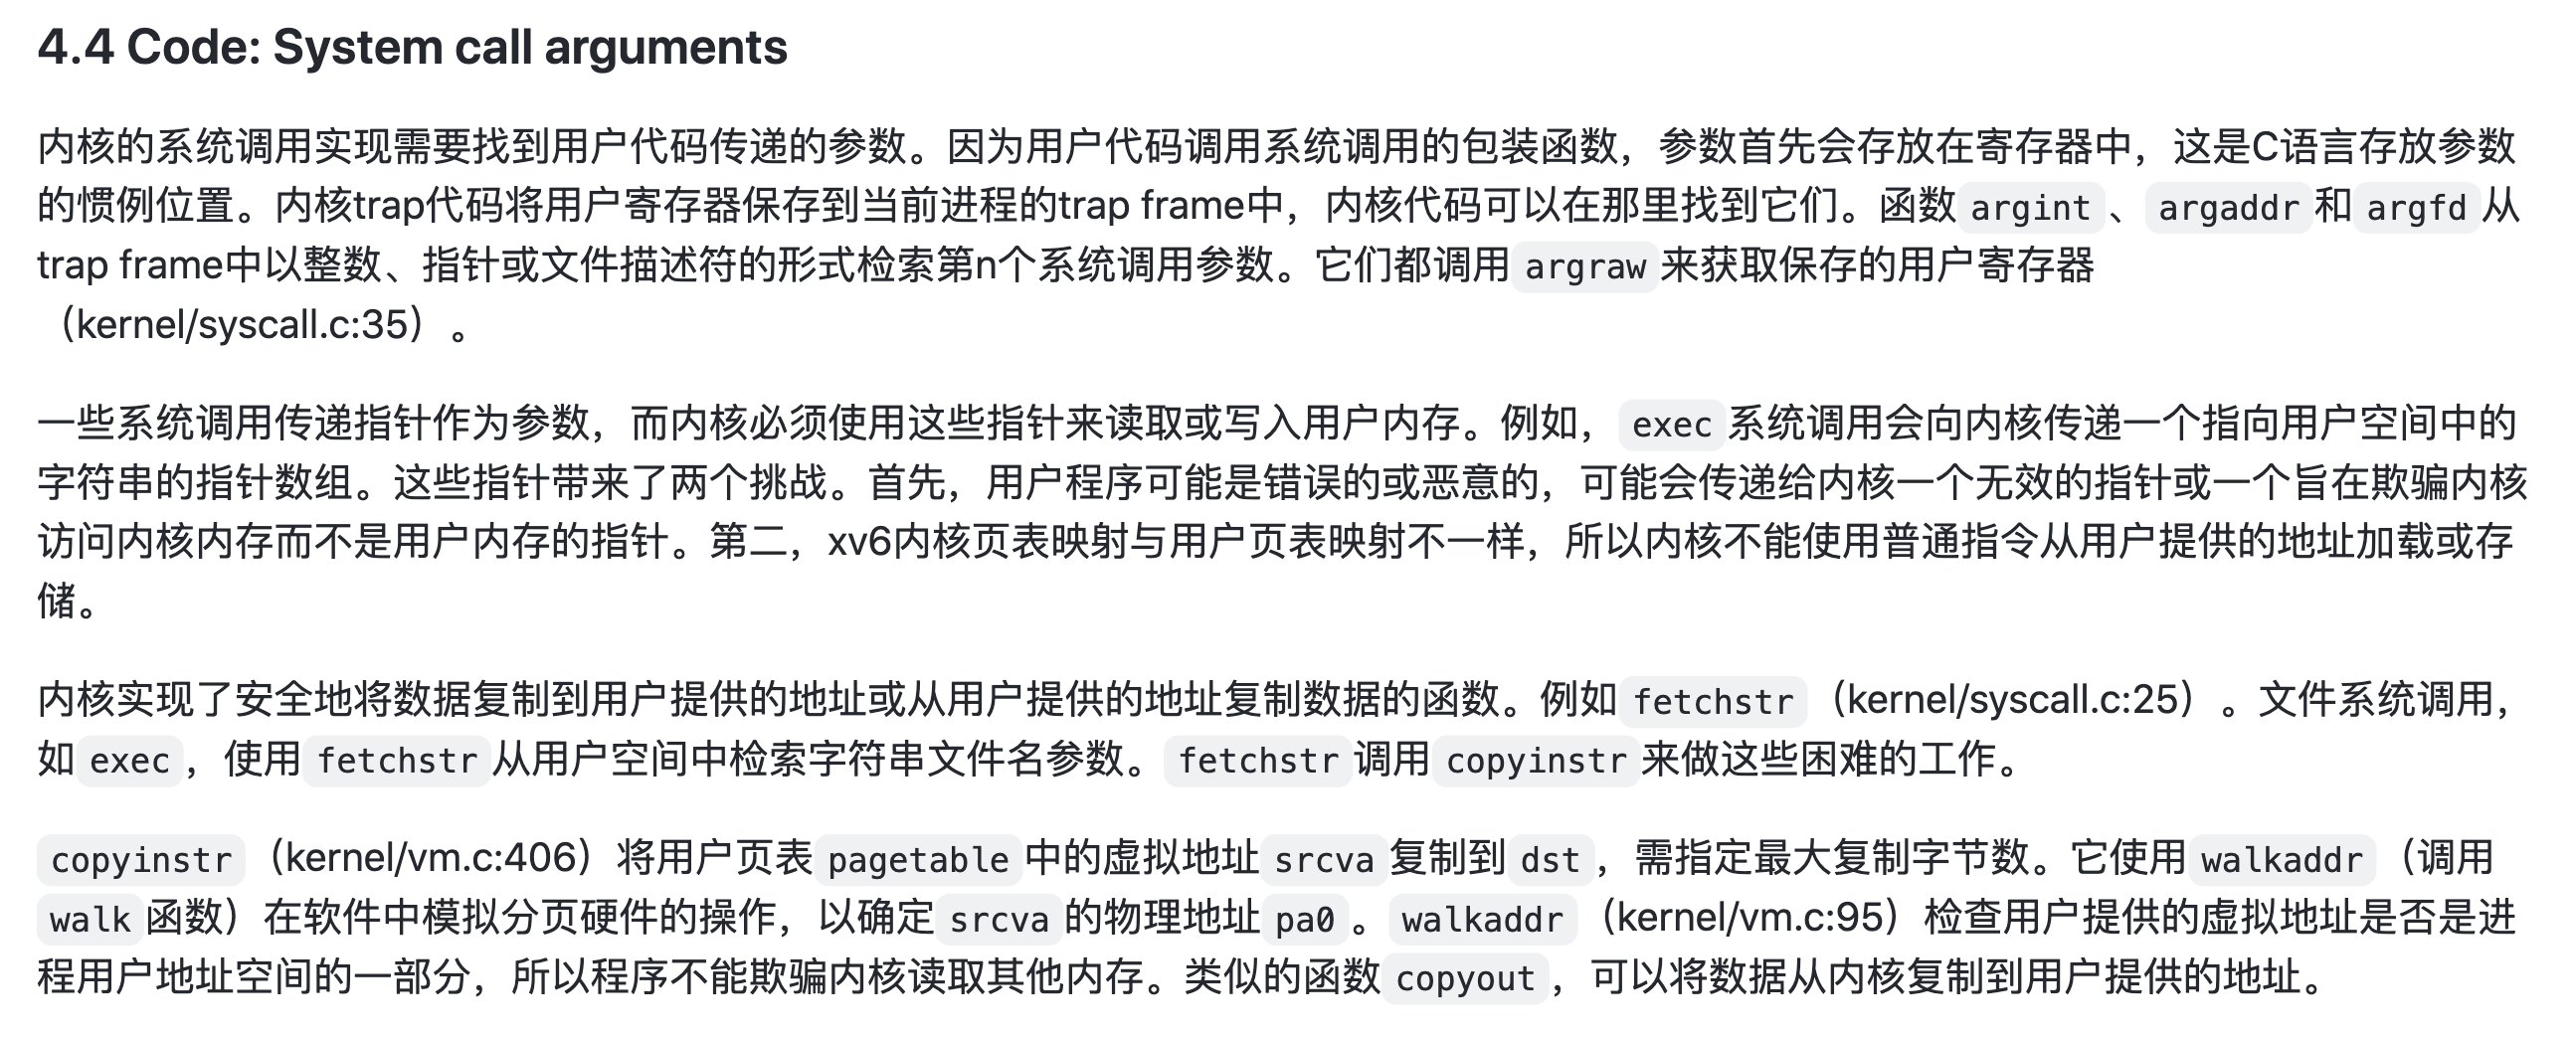 4.4 Code: System call arguments
内核的系统调用实现需要找到用户代码传递的参数。因为用户代码调用系统调用的包装函数，参数首先会存放在寄存器中，这是C语言存放参数
的惯例位置。内核trap代码将用户寄存器保存到当前进程的trap frame中，内核代码可以在那里找到它们。函数 argint 、 argaddr 和 argfd 从
trap frame中以整数、指针或文件描述符的形式检索第n个系统调用参数。它们都调用 argraw 来获取保存的用户寄存器
（kernel/syscall.c:35）。
一些系统调用传递指针作为参数，而内核必须使用这些指针来读取或写入用户内存。例如， exec 系统调用会向内核传递一个指向用户空间中的
字符串的指针数组。这些指针带来了两个挑战。首先，用户程序可能是错误的或恶意的，可能会传递给内核一个无效的指针或一个旨在欺骗内核
访问内核内存而不是用户内存的指针。第二，xv6内核页表映射与用户页表映射不一样，所以内核不能使用普通指令从用户提供的地址加载或存
储。
内核实现了安全地将数据复制到用户提供的地址或从用户提供的地址复制数据的函数。例如 fetchstr （kernel/syscall.c:25）。文件系统调用，
如 exec ，使用 fetchstr 从用户空间中检索字符串文件名参数。 fetchstr 调用 copyinstr 来做这些困难的工作。
copyinstr （kernel/vm.c:406）将用户页表 pagetable 中的虚拟地址 srcva 复制到 dst ，需指定最大复制字节数。它使用 walkaddr （调用
walk 函数）在软件中模拟分页硬件的操作，以确定 srcva 的物理地址 pa0 。 walkaddr （kernel/vm.c:95）检查用户提供的虚拟地址是否是进
程用户地址空间的一部分，所以程序不能欺骗内核读取其他内存。类似的函数 copyout ，可以将数据从内核复制到用户提供的地址。